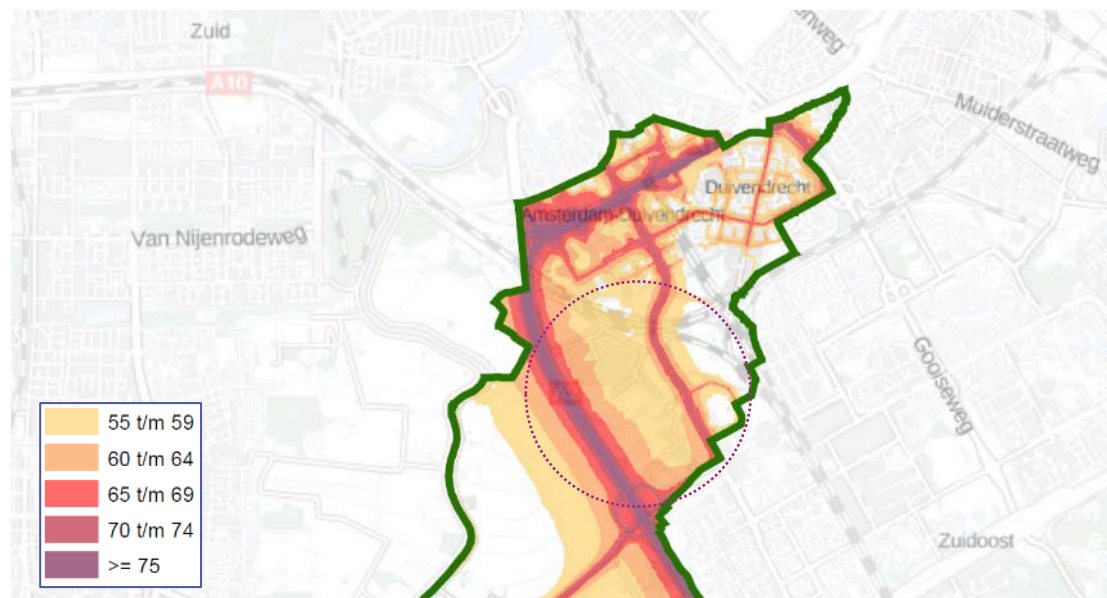 Zuid
enweg
A10
Muiderstraatweg
Duivendrecht
Amsterdam-Duivendrecht
Van Nijenrodeweg
Gooiseweg
55 t/m 59
60 t/m 64
65 t/m 69
70 t/m 74
>= 75
Zuidoost